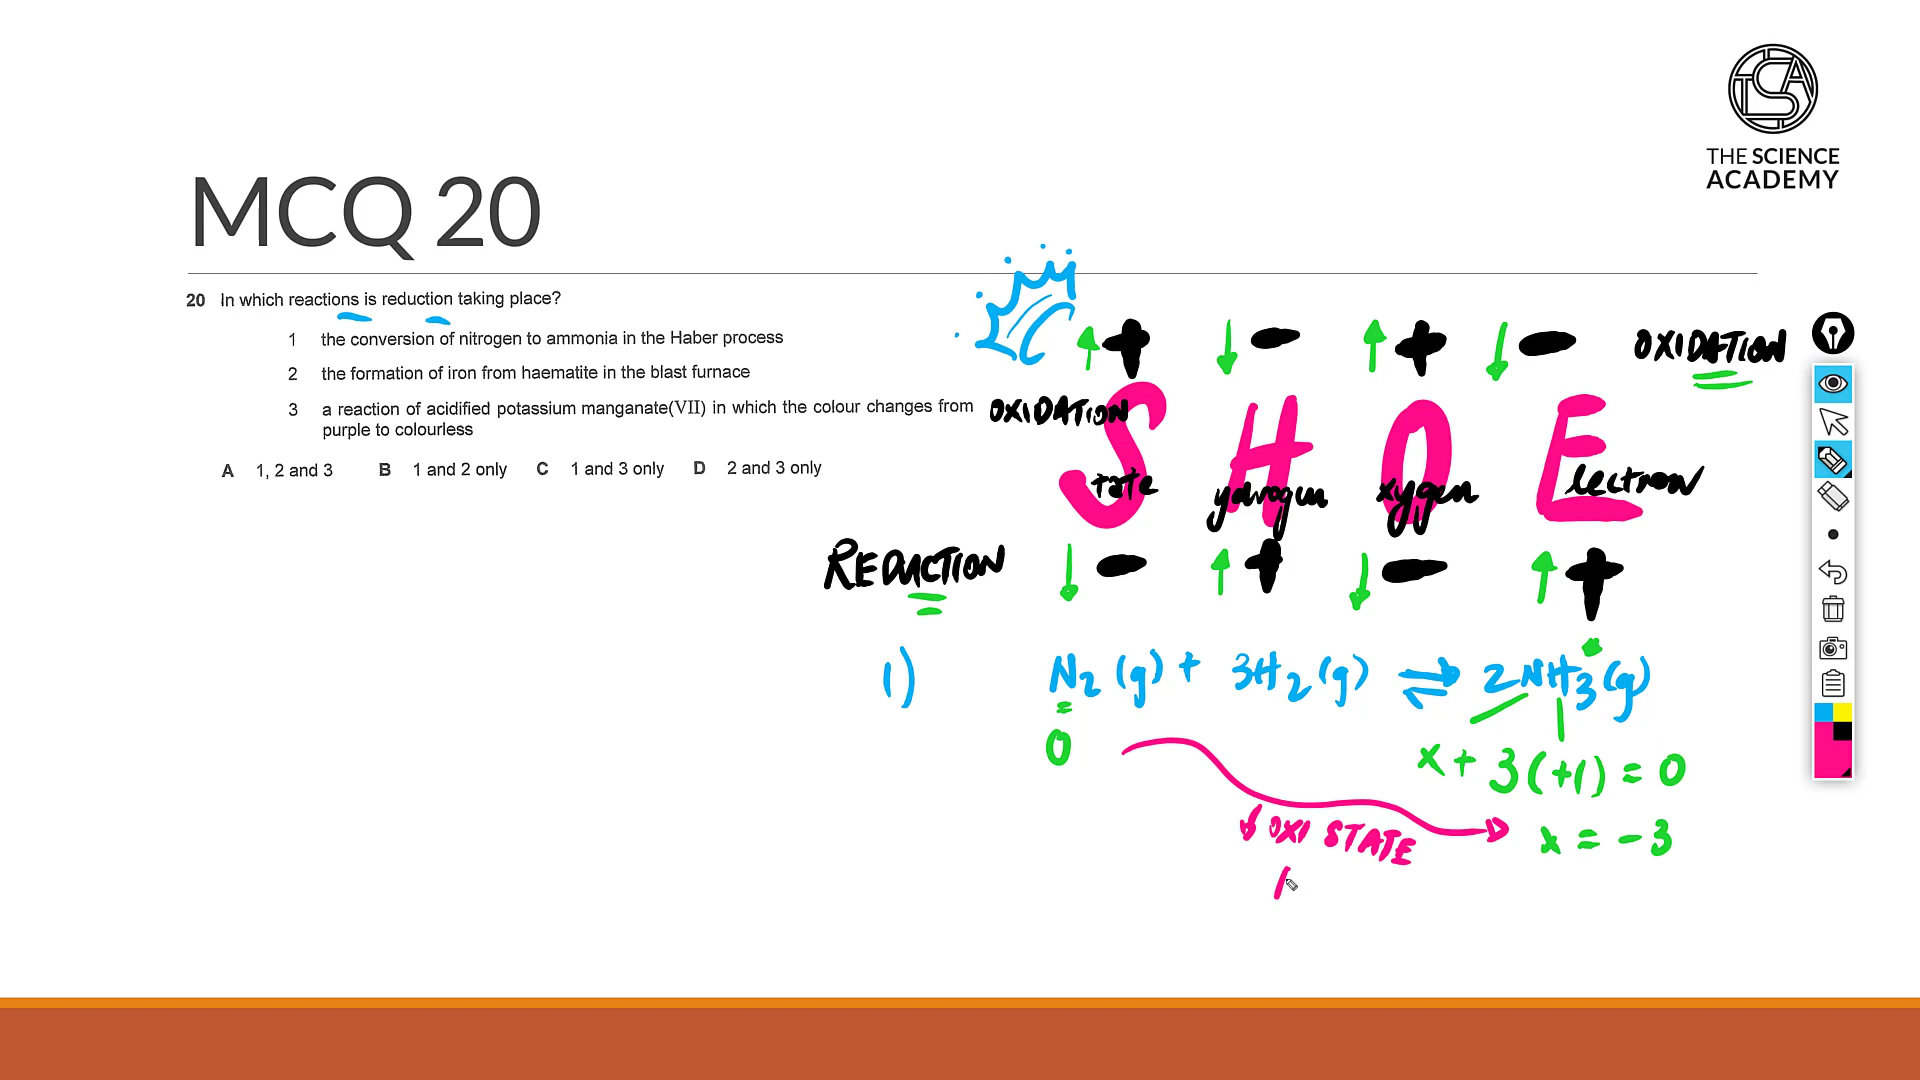 THE SCIENCE
ACADEMY
MCQ 20
20 In which reactions is reduction taking place?
1 the conversion of nitrogen to ammonia in the Haber process
2 the formation of iron from haematite in the blast furnace
3 a reaction of acidified potassium manganate(VII) in which the colour changes from
purple to colourless
A 1, 2 and 3 B 1 and 2 only C 1 and 3 only D 2 and 3 only
↑ + ↓ - ↑ + ↓ - OXIDATION
OXIDATION
State Hydrogen Oxygen Electron
REDUCTION ↓ - ↑ + ↓ - ↑ +
1) N2 (g) + 3H2 (g) ⇌ 2NH3 (g)
0
x + 3(+1) = 0
↓ OXI STATE
x = -3